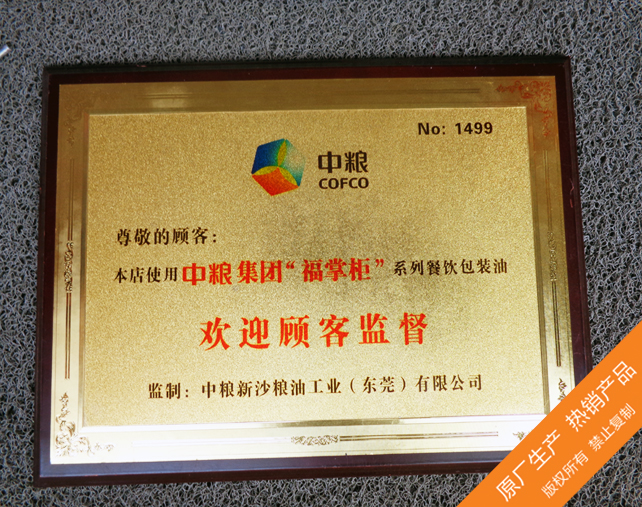 No: 1499
中粮
COFCO
尊敬的顾客：
本店使用中粮集团“福掌柜”系列餐饮包装油
欢迎顾客监督
监制：中粮新沙粮油工业（东莞）有限公司
原厂生产 热销产品
版权所有 禁止复制